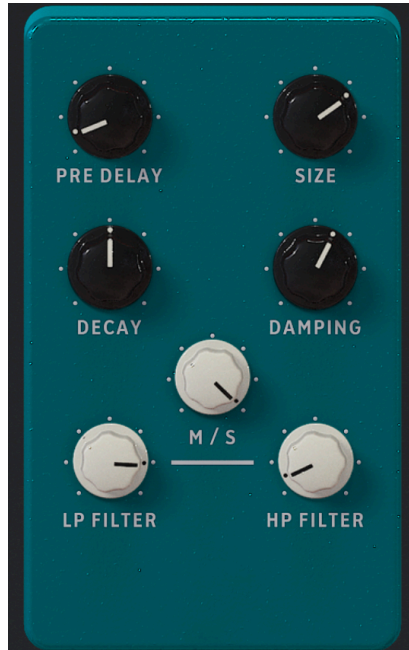 PRE DELAY
SIZE
DECAY
DAMPING
M / S
LP FILTER
HP FILTER